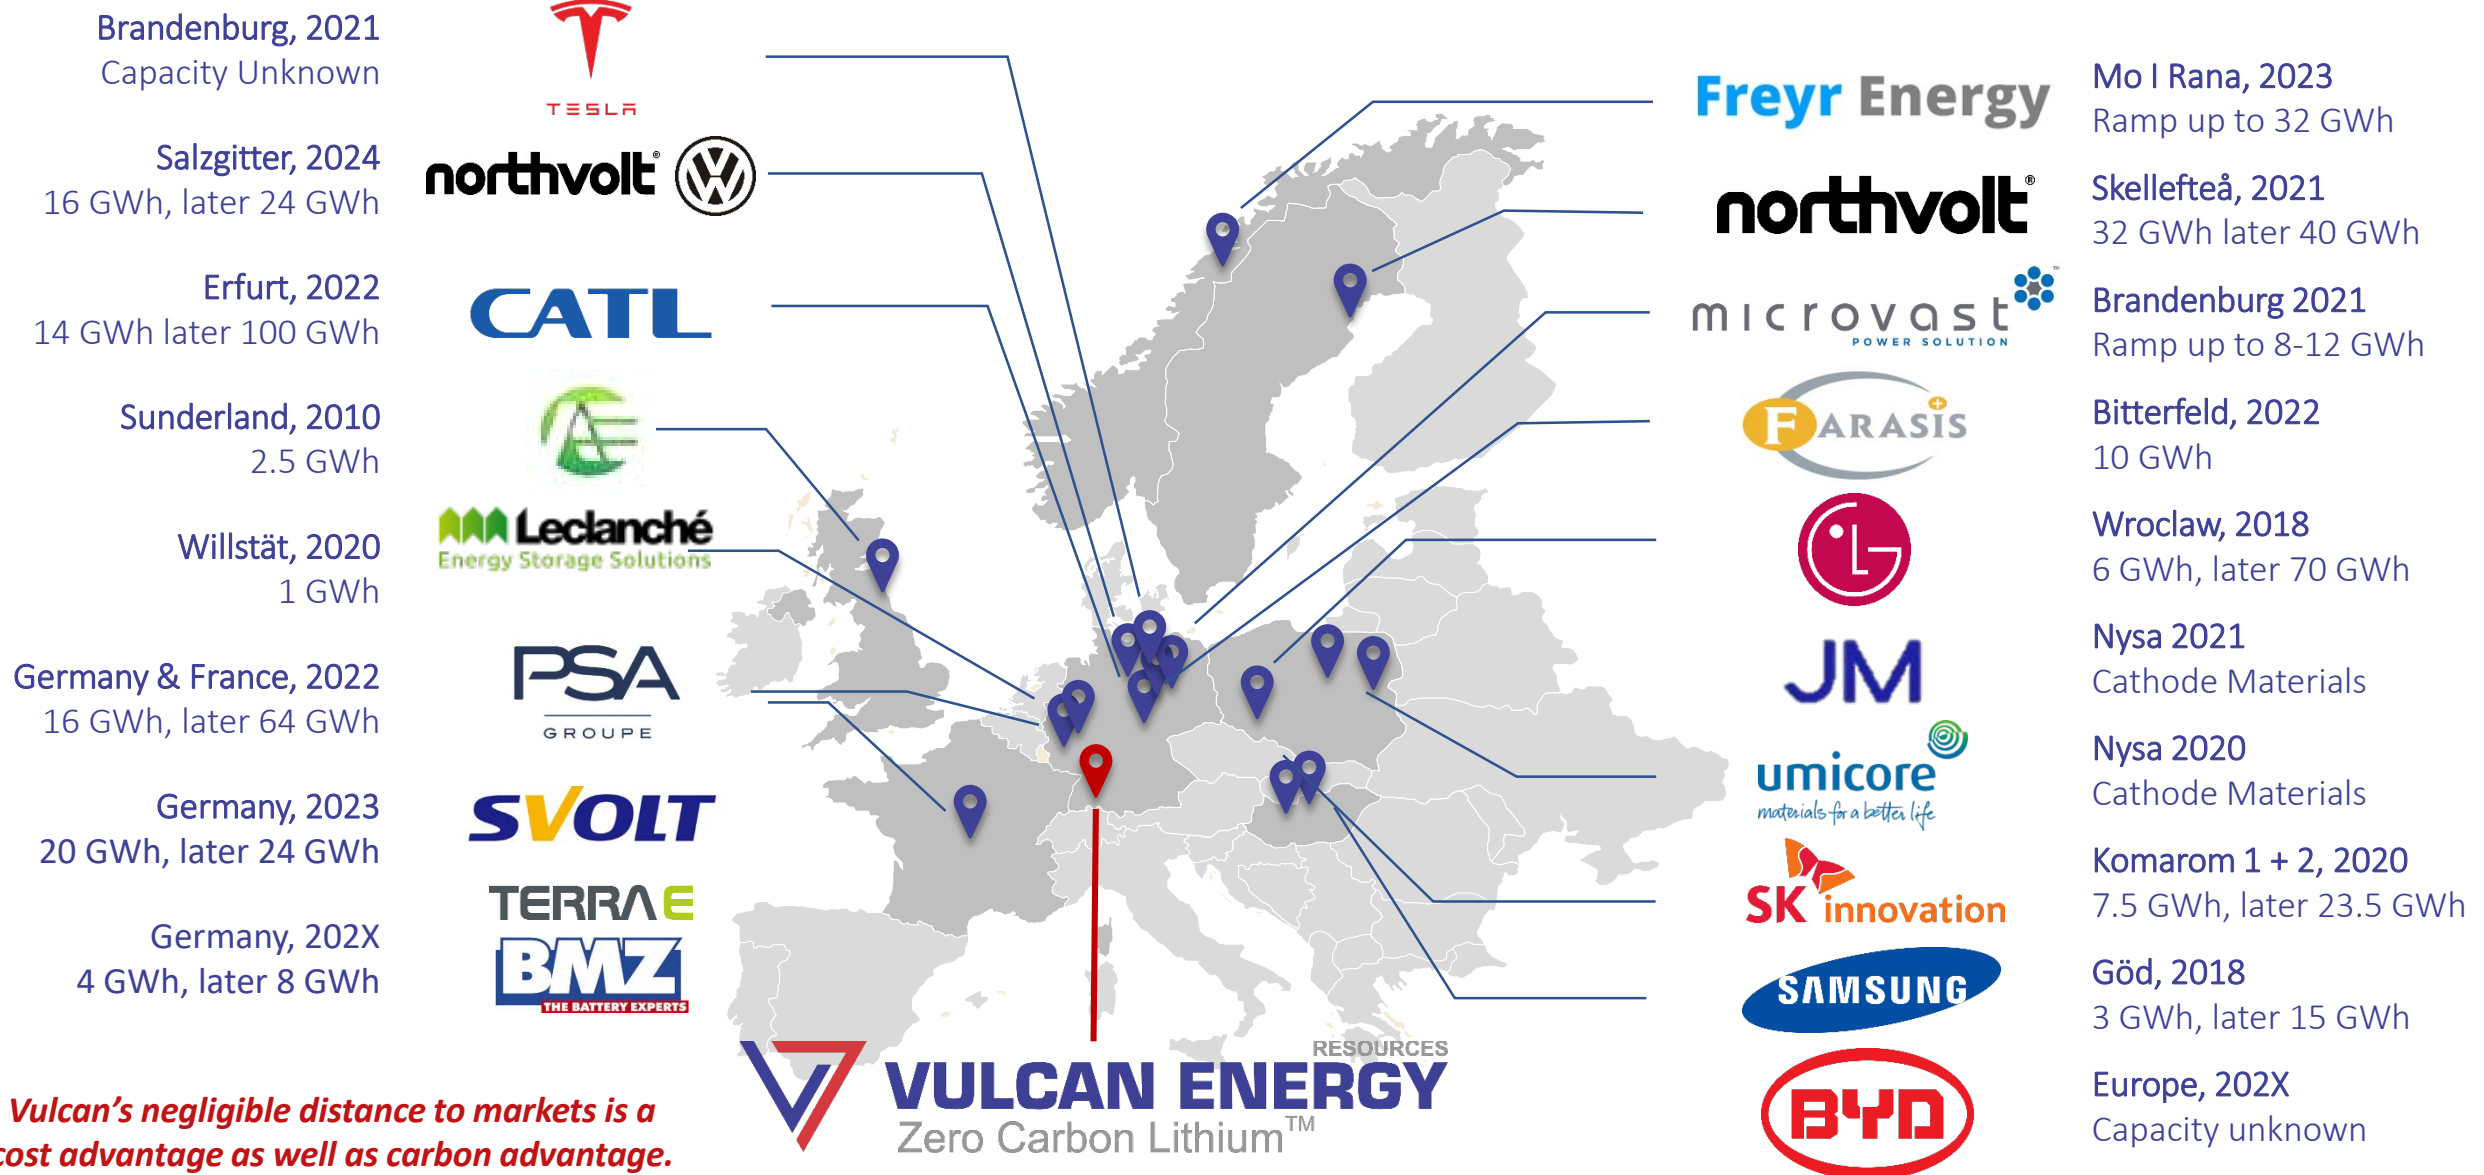 Brandenburg, 2021
Capacity Unknown
TESLA
Salzgitter, 2024
16 GWh, later 24 GWh
northvolt®
Erfurt, 2022
14 GWh later 100 GWh
CATL
Sunderland, 2010
2.5 GWh
Willstät, 2020
1 GWh
Leclanché
Energy Storage Solutions
Germany & France, 2022
16 GWh, later 64 GWh
PSA
GROUPE
Germany, 2023
20 GWh, later 24 GWh
SVOLT
Germany, 202X
4 GWh, later 8 GWh
TERRA E
BMZ
THE BATTERY EXPERTS
Freyr Energy
Mo I Rana, 2023
Ramp up to 32 GWh
northvolt®
Skellefteå, 2021
32 GWh later 40 GWh
microvast™
POWER SOLUTION
Brandenburg 2021
Ramp up to 8-12 GWh
FARASIS
Bitterfeld, 2022
10 GWh
LG
Wroclaw, 2018
6 GWh, later 70 GWh
JM
Nysa 2021
Cathode Materials
umicore
materials for a better life
Nysa 2020
Cathode Materials
SK innovation
Komarom 1 + 2, 2020
7.5 GWh, later 23.5 GWh
SAMSUNG
Göd, 2018
3 GWh, later 15 GWh
BYD
Europe, 202X
Capacity unknown
RESOURCES
VULCAN ENERGY
Zero Carbon Lithium™
Vulcan's negligible distance to markets is a
cost advantage as well as carbon advantage.